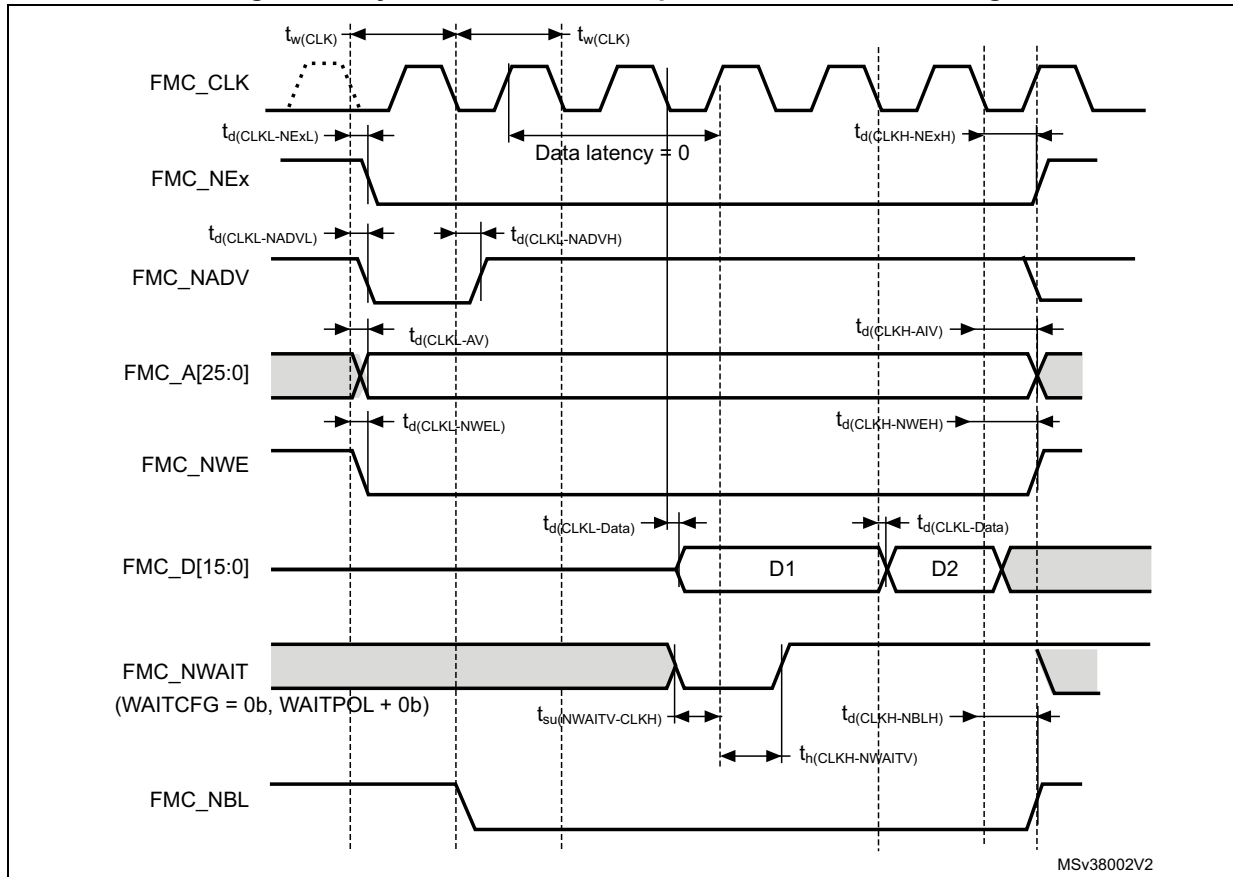 tw(CLK) tw(CLK)
FMC_CLK
td(CLKL-NExL) Data latency = 0 td(CLKH-NExH)
FMC_NEx
td(CLKL-NADVL) td(CLKL-NADVH)
FMC_NADV
td(CLKL-AV) td(CLKH-AIV)
FMC_A[25:0]
td(CLKL-NWEL) td(CLKH-NWEH)
FMC_NWE
td(CLKL-Data) td(CLKL-Data)
FMC_D[15:0] D1 D2
FMC_NWAIT
(WAITCFG = 0b, WAITPOL + 0b)
tsu(NWAITV-CLKH) td(CLKH-NBLH)
th(CLKH-NWAITV)
FMC_NBL
MSv38002V2